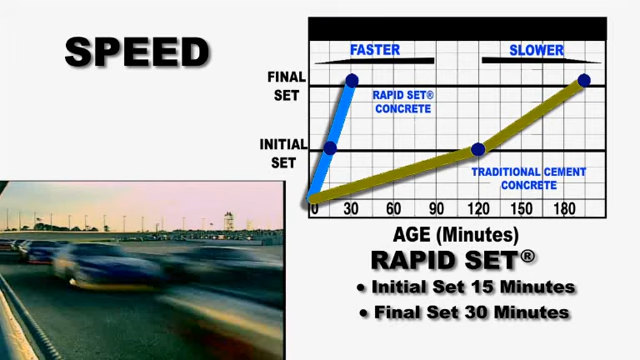 SPEED
FASTER
SLOWER
FINAL
SET
RAPID SET®
CONCRETE
INITIAL
SET
TRADITIONAL CEMENT
CONCRETE
0 30 60 90 120 150 180
AGE (Minutes)
RAPID SET®
• Initial Set 15 Minutes
• Final Set 30 Minutes